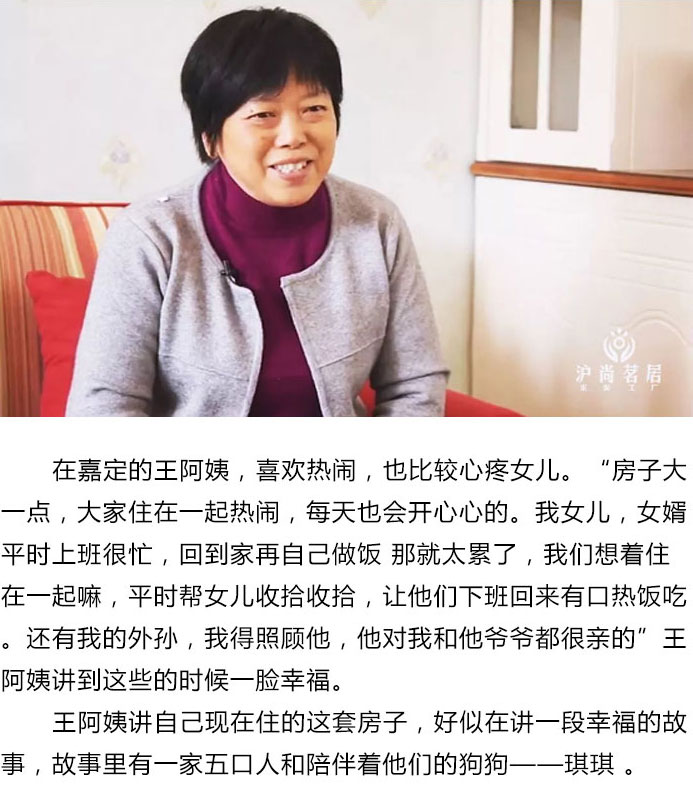 沪尚茗居
在嘉定的王阿姨，喜欢热闹，也比较心疼女儿。“房子大
一点，大家住在一起热闹，每天也会开心心的。我女儿，女婿
平时上班很忙，回到家再自己做饭 那就太累了，我们想着住
在一起嘛，平时帮女儿收拾收拾，让他们下班回来有口热饭吃
。还有我的外孙，我得照顾他，他对我和他爷爷都很亲的”王
阿姨讲到这些的时候一脸幸福。
王阿姨讲自己现在住的这套房子，好似在讲一段幸福的故
事，故事里有一家五口人和陪伴着他们的狗狗——琪琪 。